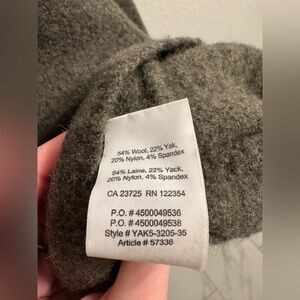 54% Wool, 22% Yak,
20% Nylon, 4% Spandex
54% Laine, 22% Yack,
20% Nylon, 4% Spandex
CA 23725 RN 122354
P.O. # 4500049536
P.O. # 4500049538
Style # YAK5-3205-35
Article # 57336